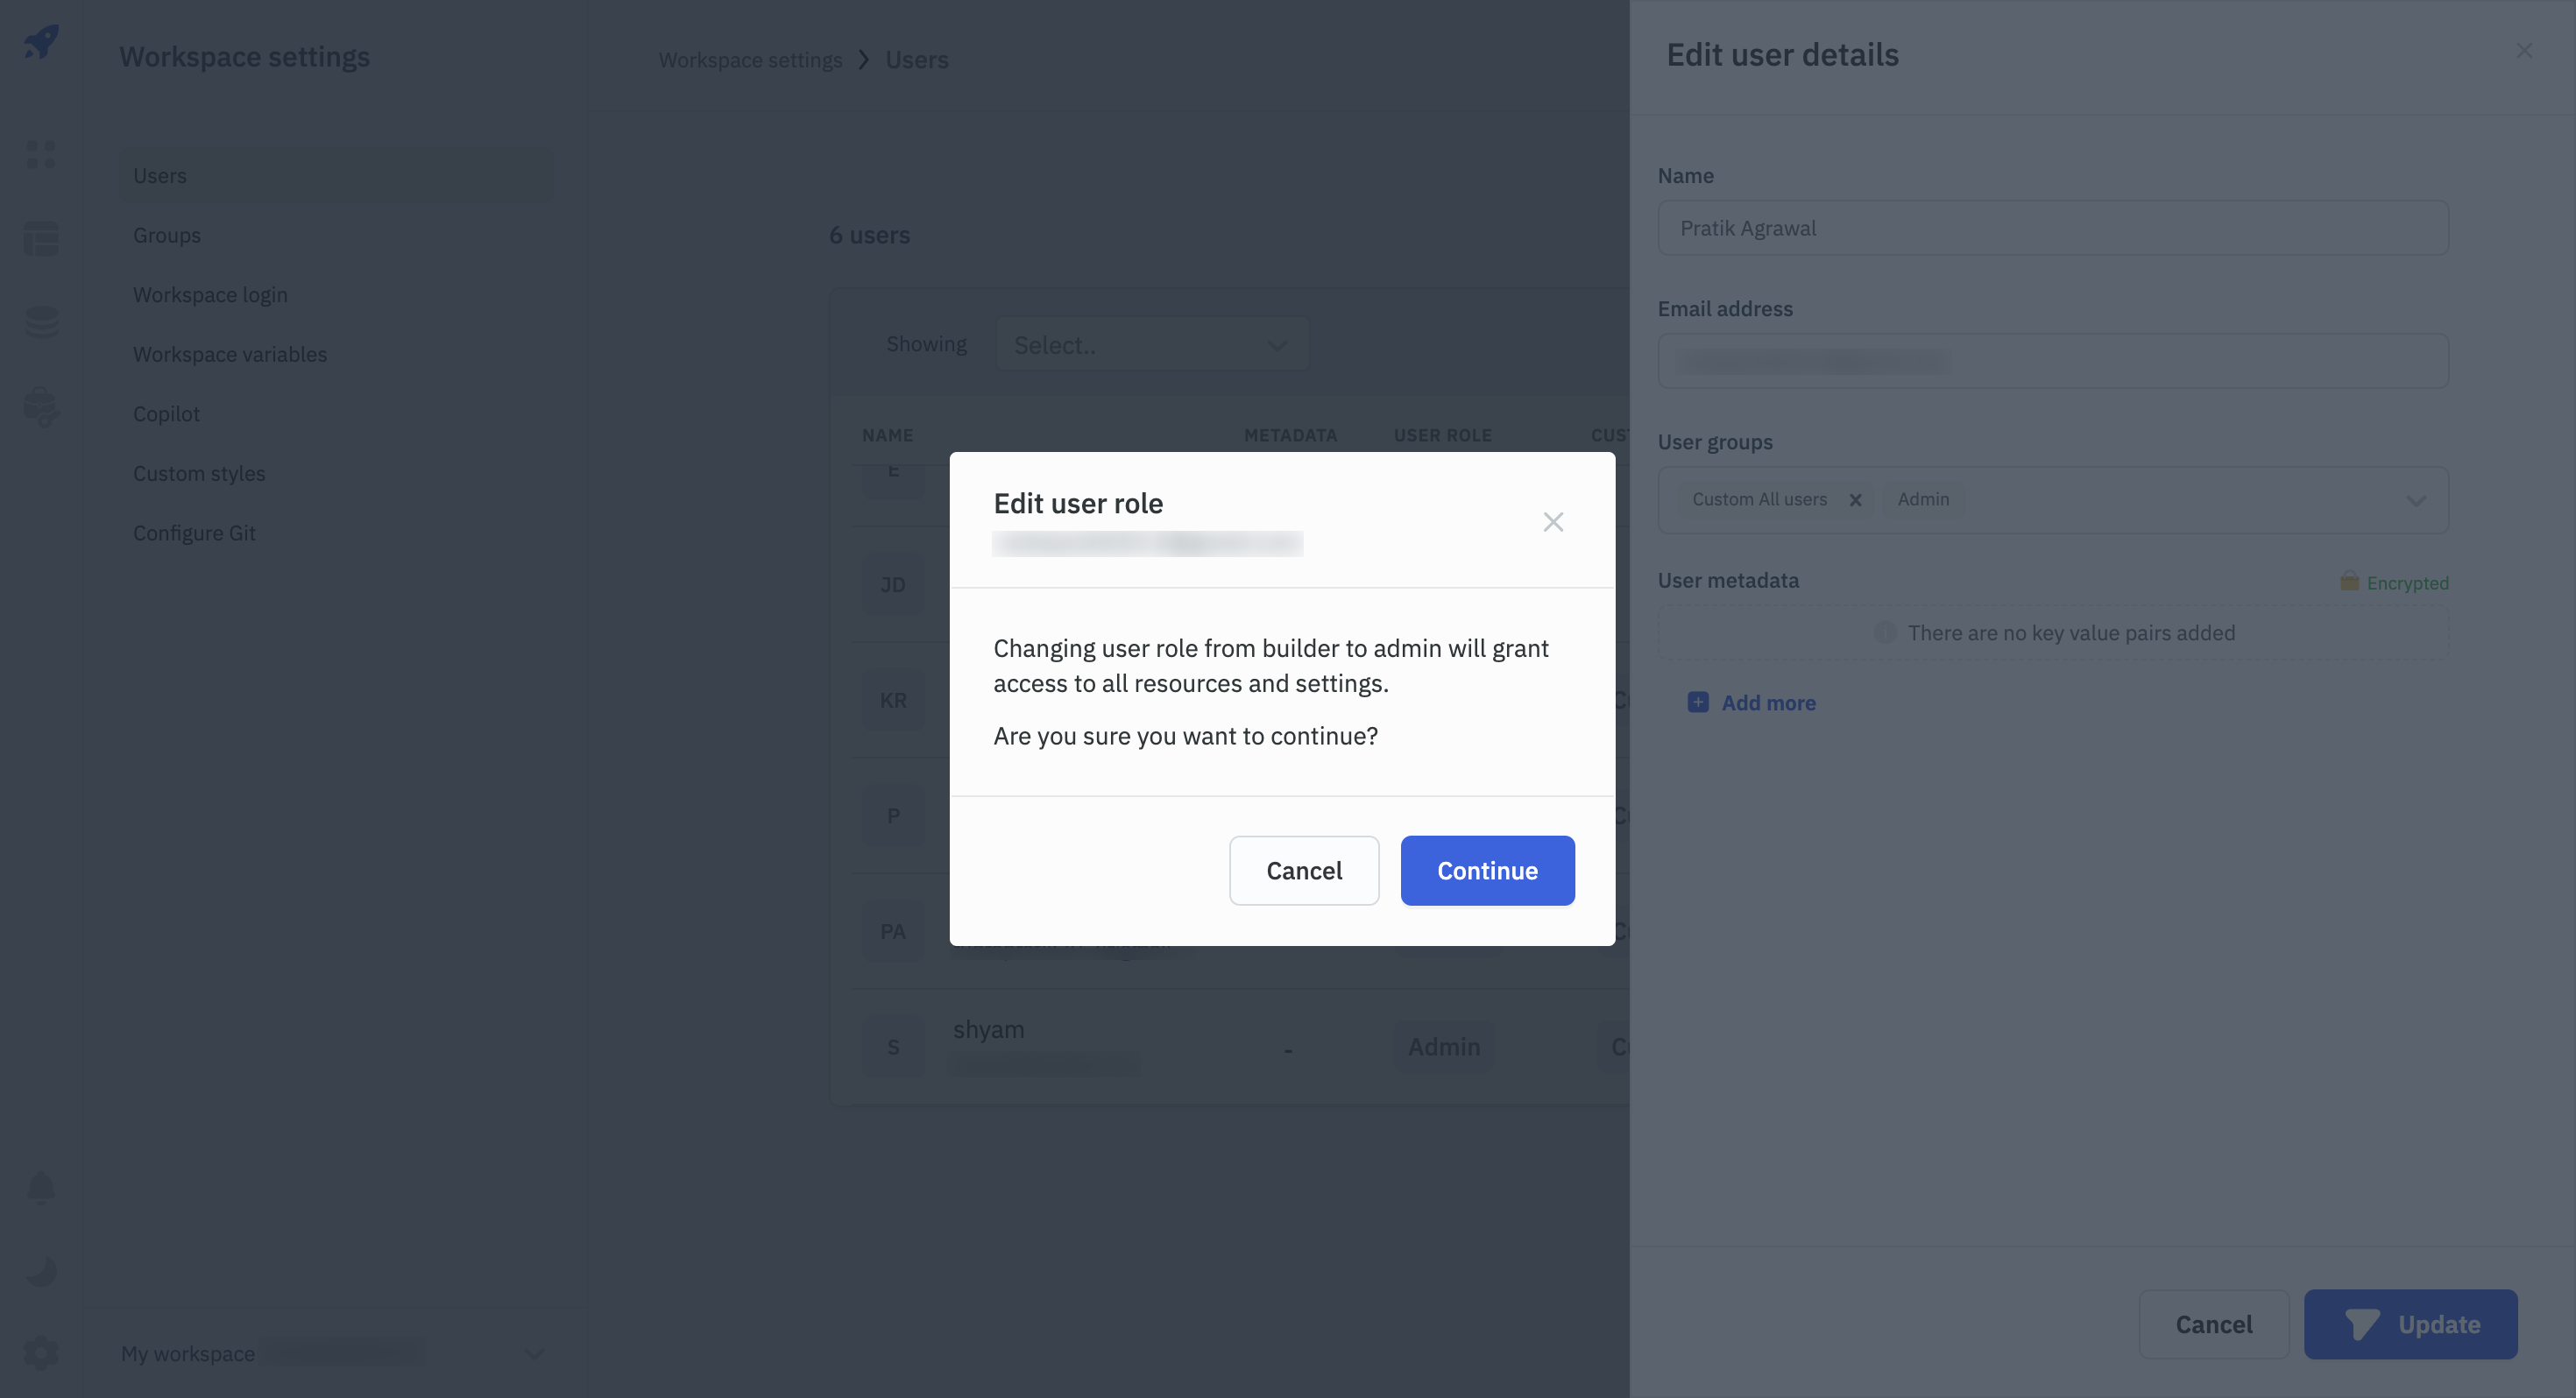 Workspace settings
Users
Groups
Workspace login
Workspace variables
Copilot
Custom styles
Configure Git
My workspace
Workspace settings > Users
6 users
Showing Select..
NAME METADATA USER ROLE
E
JD
KR
P
PA
S shyam - Admin
Edit user role
Changing user role from builder to admin will grant
access to all resources and settings.
Are you sure you want to continue?
Cancel Continue
Edit user details
Name
Pratik Agrawal
Email address
User groups
Custom All users Admin
User metadata Encrypted
There are no key value pairs added
Add more
Cancel Update